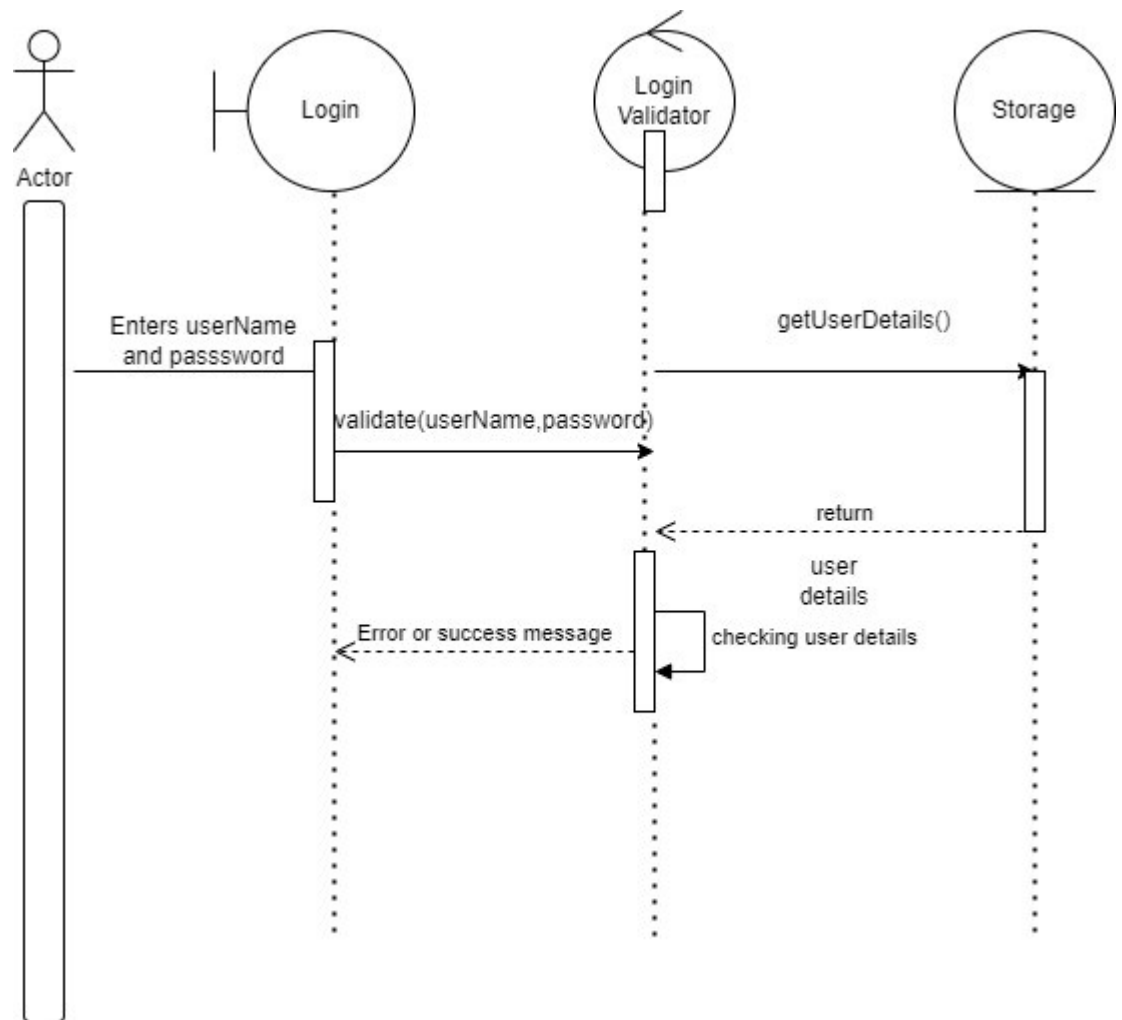 Login
Login
Validator
Storage
Actor
Enters userName
and passsword
getUserDetails()
validate(userName,password)
return
user
details
Error or success message
checking user details